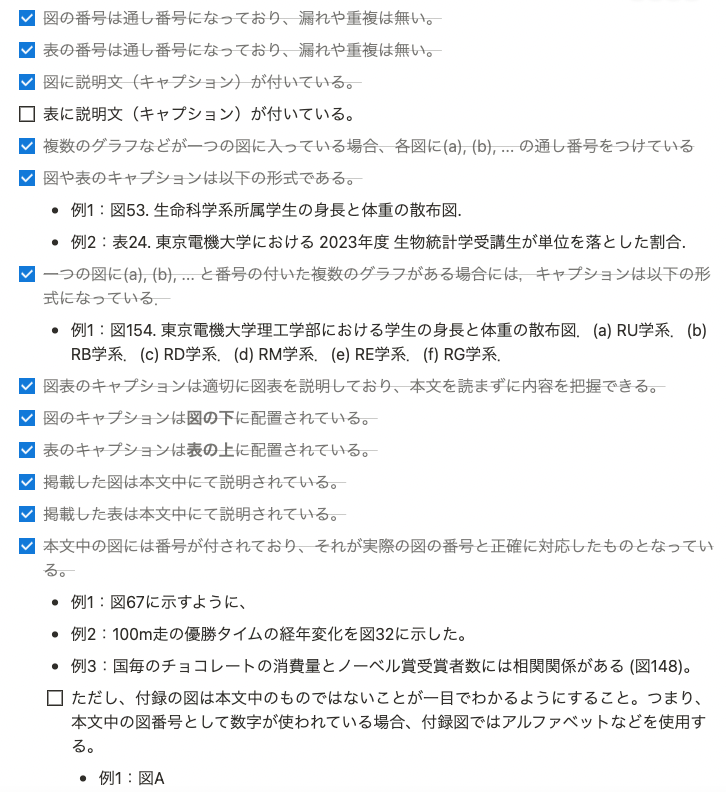 図の番号は通し番号になっており、漏れや重複は無い。
表の番号は通し番号になっており、漏れや重複は無い。
図に説明文（キャプション）が付いている。
表に説明文（キャプション）が付いている。
複数のグラフなどが一つの図に入っている場合、各図に(a), (b), ... の通し番号をつけている
図や表のキャプションは以下の形式である。
• 例1：図53. 生命科学系所属学生の身長と体重の散布図.
• 例2：表24. 東京電機大学における 2023年度 生物統計学受講生が単位を落とした割合.
一つの図に(a), (b), ... と番号の付いた複数のグラフがある場合には，キャプションは以下の形
式になっている．
• 例1：図154. 東京電機大学理工学部における学生の身長と体重の散布図．(a) RU学系．(b)
RB学系．(c) RD学系．(d) RM学系．(e) RE学系．(f) RG学系．
図表のキャプションは適切に図表を説明しており、本文を読まずに内容を把握できる。
図のキャプションは図の下に配置されている。
表のキャプションは表の上に配置されている。
掲載した図は本文中にて説明されている。
掲載した表は本文中にて説明されている。
本文中の図には番号が付されており、それが実際の図の番号と正確に対応したものとなってい
る。
• 例1：図67に示すように、
• 例2：100m走の優勝タイムの経年変化を図32に示した。
• 例3：国毎のチョコレートの消費量とノーベル賞受賞者数には相関関係がある (図148)。
ただし、付録の図は本文中のものではないことが一目でわかるようにすること。つまり、
本文中の図番号として数字が使われている場合、付録図ではアルファベットなどを使用す
る。
• 例1：図A